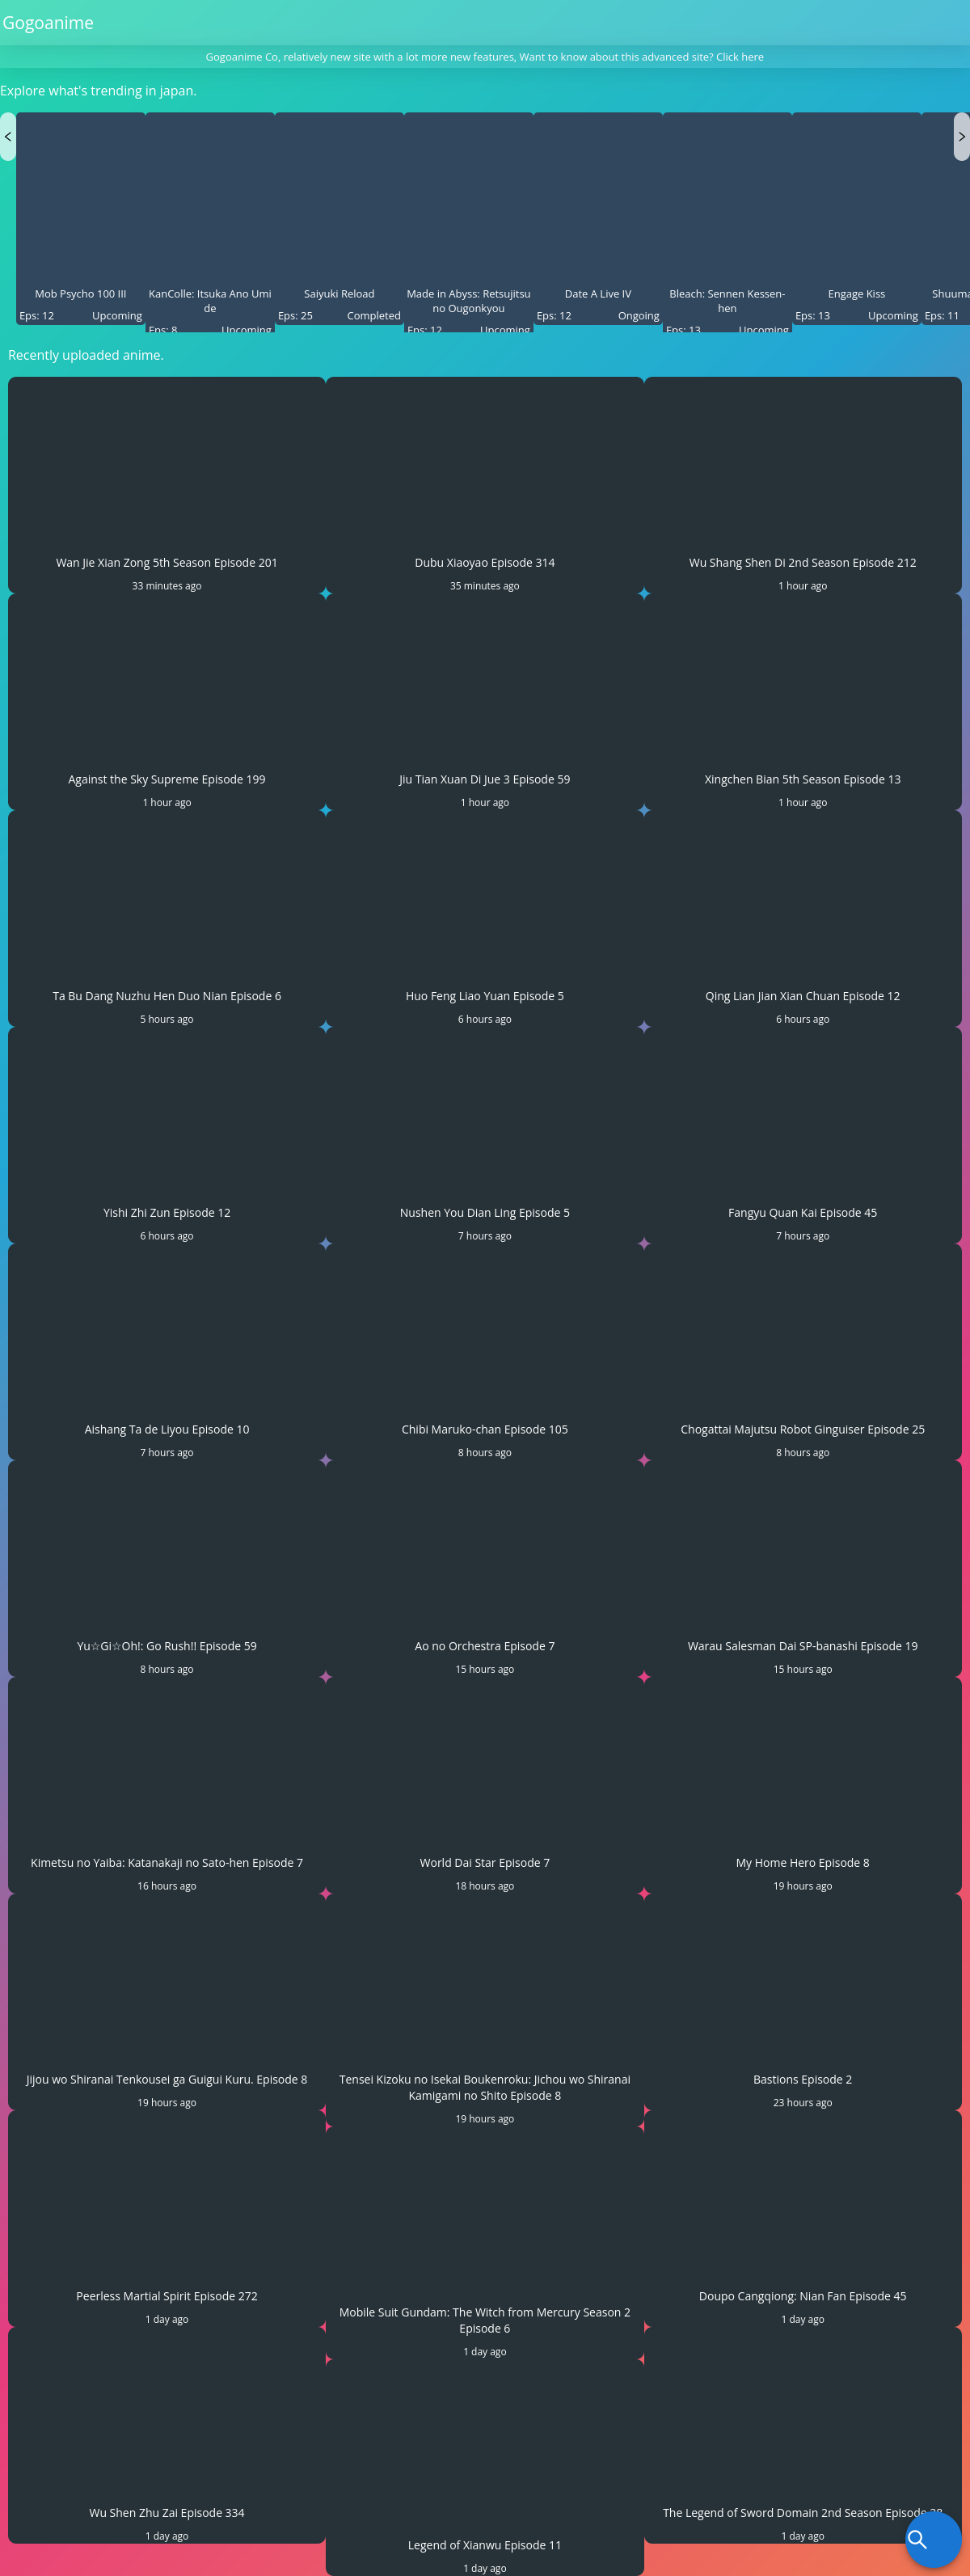 Gogoanime
Gogoanime Co, relatively new site with a lot more new features, Want to know about this advanced site? Click here
Explore what's trending in japan.
Mob Psycho 100 III
Eps: 12 Upcoming
KanColle: Itsuka Ano Umi
de
Eps: 8 Upcoming
Saiyuki Reload
Eps: 25 Completed
Made in Abyss: Retsujitsu
no Ougonkyou
Eps: 12 Upcoming
Date A Live IV
Eps: 12 Ongoing
Bleach: Sennen Kessen-
hen
Eps: 13 Upcoming
Engage Kiss
Eps: 13 Upcoming
Eps: 11
Recently uploaded anime.
Wan Jie Xian Zong 5th Season Episode 201
33 minutes ago
Dubu Xiaoyao Episode 314
35 minutes ago
Wu Shang Shen Di 2nd Season Episode 212
1 hour ago
Against the Sky Supreme Episode 199
1 hour ago
Jiu Tian Xuan Di Jue 3 Episode 59
1 hour ago
Xingchen Bian 5th Season Episode 13
1 hour ago
Ta Bu Dang Nuzhu Hen Duo Nian Episode 6
5 hours ago
Huo Feng Liao Yuan Episode 5
6 hours ago
Qing Lian Jian Xian Chuan Episode 12
6 hours ago
Yishi Zhi Zun Episode 12
6 hours ago
Nushen You Dian Ling Episode 5
7 hours ago
Fangyu Quan Kai Episode 45
7 hours ago
Aishang Ta de Liyou Episode 10
7 hours ago
Chibi Maruko-chan Episode 105
8 hours ago
Chogattai Majutsu Robot Ginguiser Episode 25
8 hours ago
Yu☆Gi☆Oh!: Go Rush!! Episode 59
8 hours ago
Ao no Orchestra Episode 7
15 hours ago
Warau Salesman Dai SP-banashi Episode 19
15 hours ago
Kimetsu no Yaiba: Katanakaji no Sato-hen Episode 7
16 hours ago
World Dai Star Episode 7
18 hours ago
My Home Hero Episode 8
19 hours ago
Jijou wo Shiranai Tenkousei ga Guigui Kuru. Episode 8
19 hours ago
Tensei Kizoku no Isekai Boukenroku: Jichou wo Shiranai
Kamigami no Shito Episode 8
19 hours ago
Bastions Episode 2
23 hours ago
Peerless Martial Spirit Episode 272
1 day ago
Mobile Suit Gundam: The Witch from Mercury Season 2
Episode 6
1 day ago
Doupo Cangqiong: Nian Fan Episode 45
1 day ago
Wu Shen Zhu Zai Episode 334
1 day ago
Legend of Xianwu Episode 11
1 day ago
The Legend of Sword Domain 2nd Season Episode
1 day ago